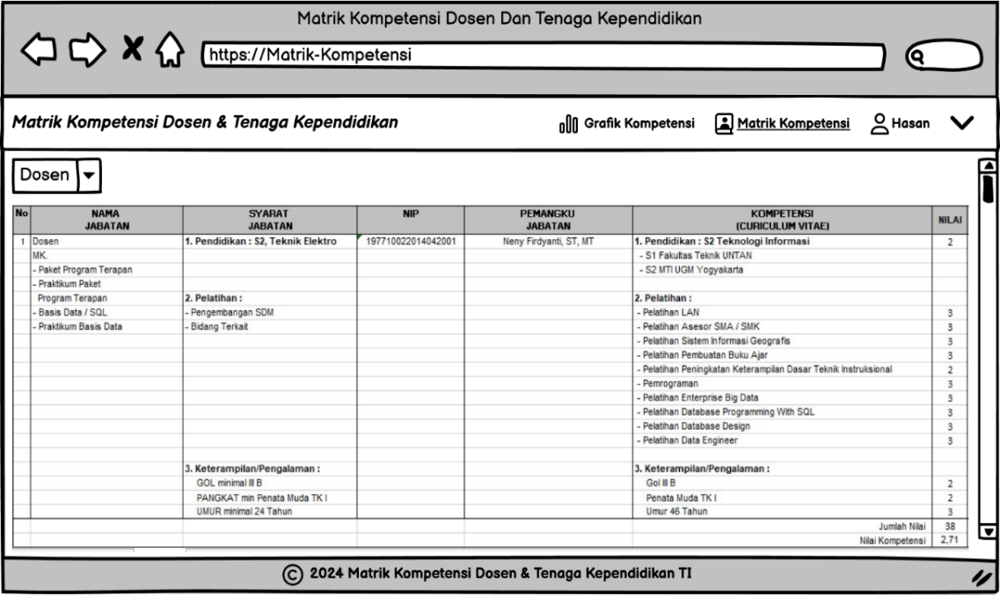 Matrik Kompetensi Dosen Dan Tenaga Kependidikan
https://Matrik-Kompetensi
Matrik Kompetensi Dosen & Tenaga Kependidikan Grafik Kompetensi Matrik Kompetensi Hasan
Dosen
No NAMA JABATAN SYARAT JABATAN NIP PEMANGKU JABATAN KOMPETENSI (CURICULUM VITAE) NILAI
1 Dosen 1. Pendidikan : S2, Teknik Elektro 197710022014042001 Neny Firdyanti, ST, MT 1. Pendidikan : S2 Teknologi Informasi 2
MK. - S1 Fakultas Teknik UNTAN
- Paket Program Terapan - S2 MTI UGM Yogyakarta
- Praktikum Paket
Program Terapan 2. Pelatihan : 2. Pelatihan :
- Basis Data / SQL - Pengembangan SDM - Pelatihan LAN 3
- Praktikum Basis Data - Bidang Terkait - Pelatihan Asesor SMA / SMK 3
- Pelatihan Sistem Informasi Geografis 3
- Pelatihan Pembuatan Buku Ajar 3
- Pelatihan Peningkatan Keterampilan Dasar Teknik Instruksional 2
- Pemrograman 3
- Pelatihan Enterprise Big Data 3
- Pelatihan Database Programming With SQL 3
- Pelatihan Database Design 3
- Pelatihan Data Engineer 3
3. Keterampilan/Pengalaman : 3. Keterampilan/Pengalaman :
GOL minimal III B Gol III B 2
PANGKAT min Penata Muda TK I Penata Muda TK I 2
UMUR minimal 24 Tahun Umur 46 Tahun 3
Jumlah Nilai 38
Nilai Kompetensi 2,71
© 2024 Matrik Kompetensi Dosen & Tenaga Kependidikan TI